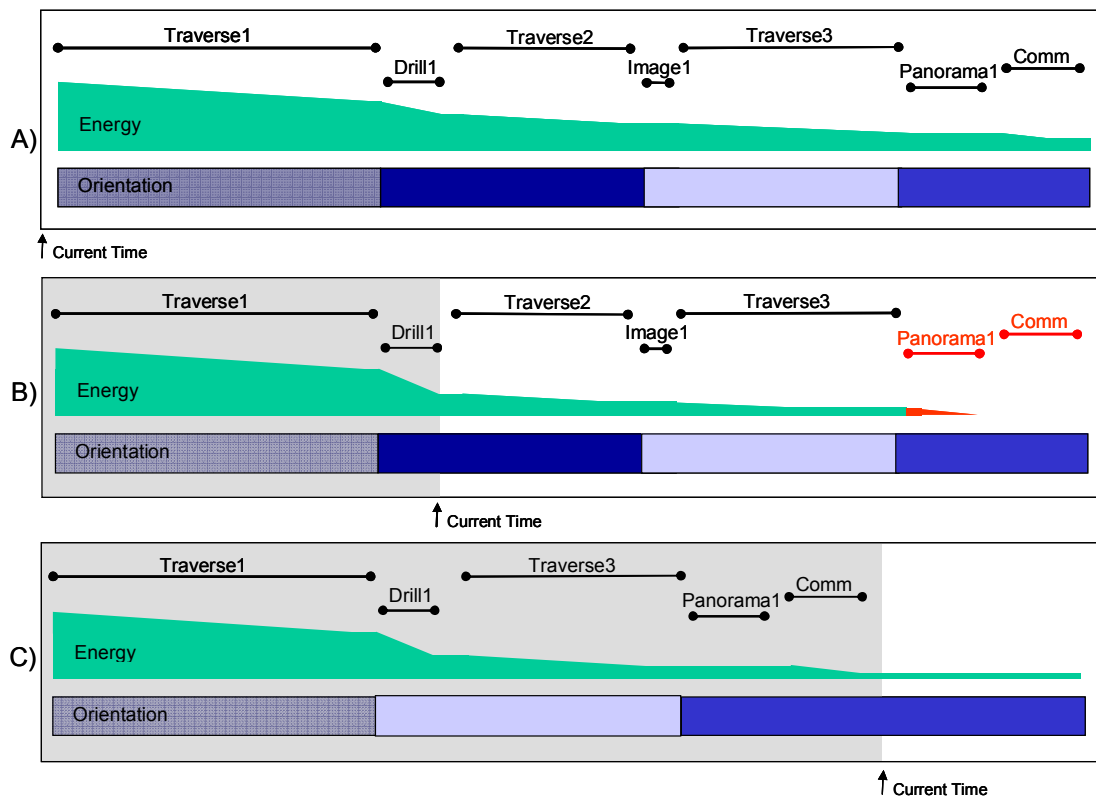 Traverse1
Traverse2
Traverse3
Comm
Drill1
Image1
Panorama1
Energy
A)
Orientation
Current Time
Traverse1
Traverse2
Traverse3
Comm
Drill1
Image1
Panorama1
Energy
B)
Orientation
Current Time
Traverse1
Traverse3
Comm
Drill1
Panorama1
Energy
C)
Orientation
Current Time